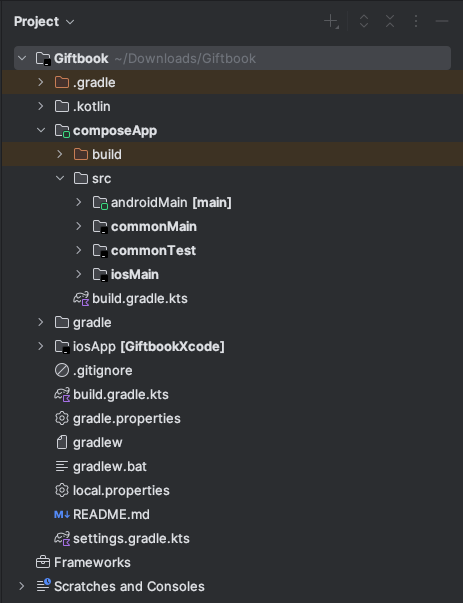 Project
Giftbook ~/Downloads/Giftbook
.gradle
.kotlin
composeApp
build
src
androidMain [main]
commonMain
commonTest
iosMain
build.gradle.kts
gradle
iosApp [GiftbookXcode]
.gitignore
build.gradle.kts
gradle.properties
gradlew
gradlew.bat
local.properties
M↓ README.md
settings.gradle.kts
Frameworks
Scratches and Consoles